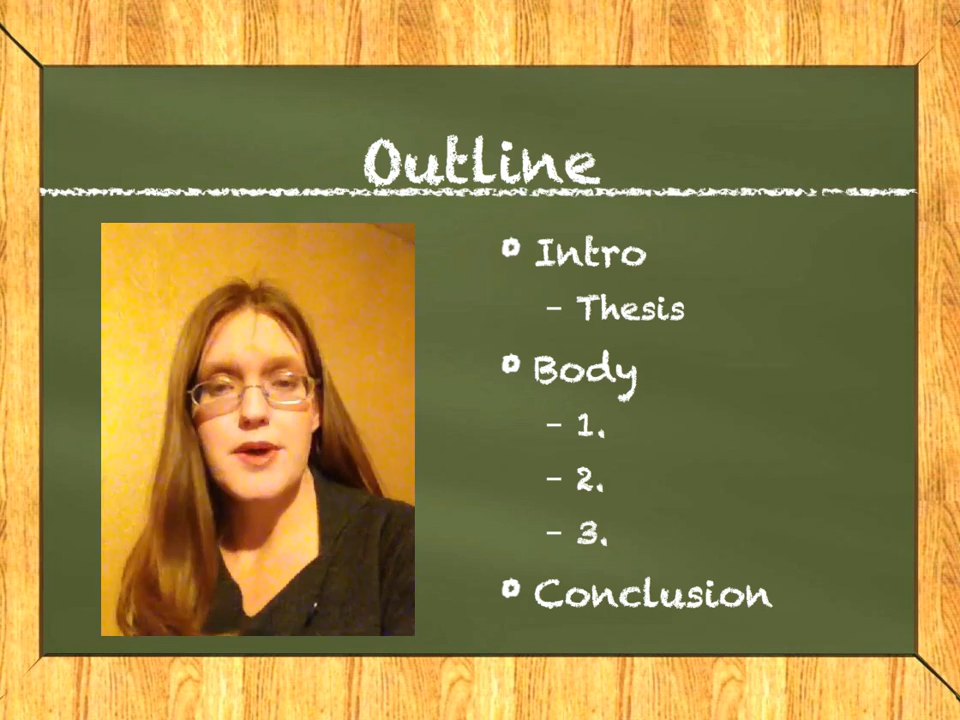 Outline
Intro
– Thesis
Body
– 1.
– 2.
– 3.
Conclusion